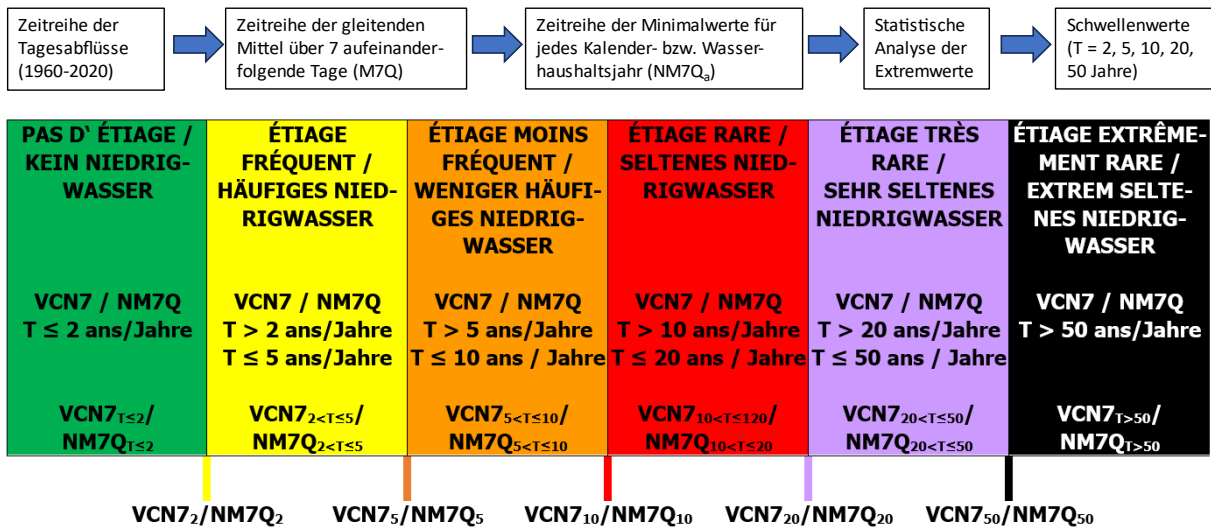 Zeitreihe der
Tagesabflüsse
(1960-2020)
Zeitreihe der gleitenden
Mittel über 7 aufeinander-
folgende Tage (M7Q)
Zeitreihe der Minimalwerte für
jedes Kalender- bzw. Wasser-
haushaltsjahr (NM7Qₐ)
Statistische
Analyse der
Extremwerte
Schwellenwerte
(T = 2, 5, 10, 20,
50 Jahre)
PAS D‘ ÉTIAGE /
KEIN NIEDRIG-
WASSER
VCN7 / NM7Q
T ≤ 2 ans/Jahre
VCN7T≤2/
NM7QT≤2
ÉTIAGE
FRÉQUENT /
HÄUFIGES NIED-
RIGWASSER
VCN7 / NM7Q
T > 2 ans/Jahre
T ≤ 5 ans/Jahre
VCN72<T≤5/
NM7Q2<T≤5
ÉTIAGE MOINS
FRÉQUENT /
WENIGER HÄUFI-
GES NIEDRIG-
WASSER
VCN7 / NM7Q
T > 5 ans/Jahre
T ≤ 10 ans / Jahre
VCN75<T≤10/
NM7Q5<T≤10
ÉTIAGE RARE /
SELTENES NIED-
RIGWASSER
VCN7 / NM7Q
T > 10 ans/Jahre
T ≤ 20 ans / Jahre
VCN710<T≤120/
NM7Q10<T≤20
ÉTIAGE TRÈS
RARE /
SEHR SELTENES
NIEDRIGWASSER
VCN7 / NM7Q
T > 20 ans/Jahre
T ≤ 50 ans / Jahre
VCN720<T≤50/
NM7Q20<T≤50
ÉTIAGE EXTRÊME-
MENT RARE /
EXTREM SELTE-
NES NIEDRIG-
WASSER
VCN7 / NM7Q
T > 50 ans/Jahre
VCN7T>50/
NM7QT>50
VCN7₂/NM7Q₂
VCN7₅/NM7Q₅
VCN7₁₀/NM7Q₁₀
VCN7₂₀/NM7Q₂₀
VCN7₅₀/NM7Q₅₀